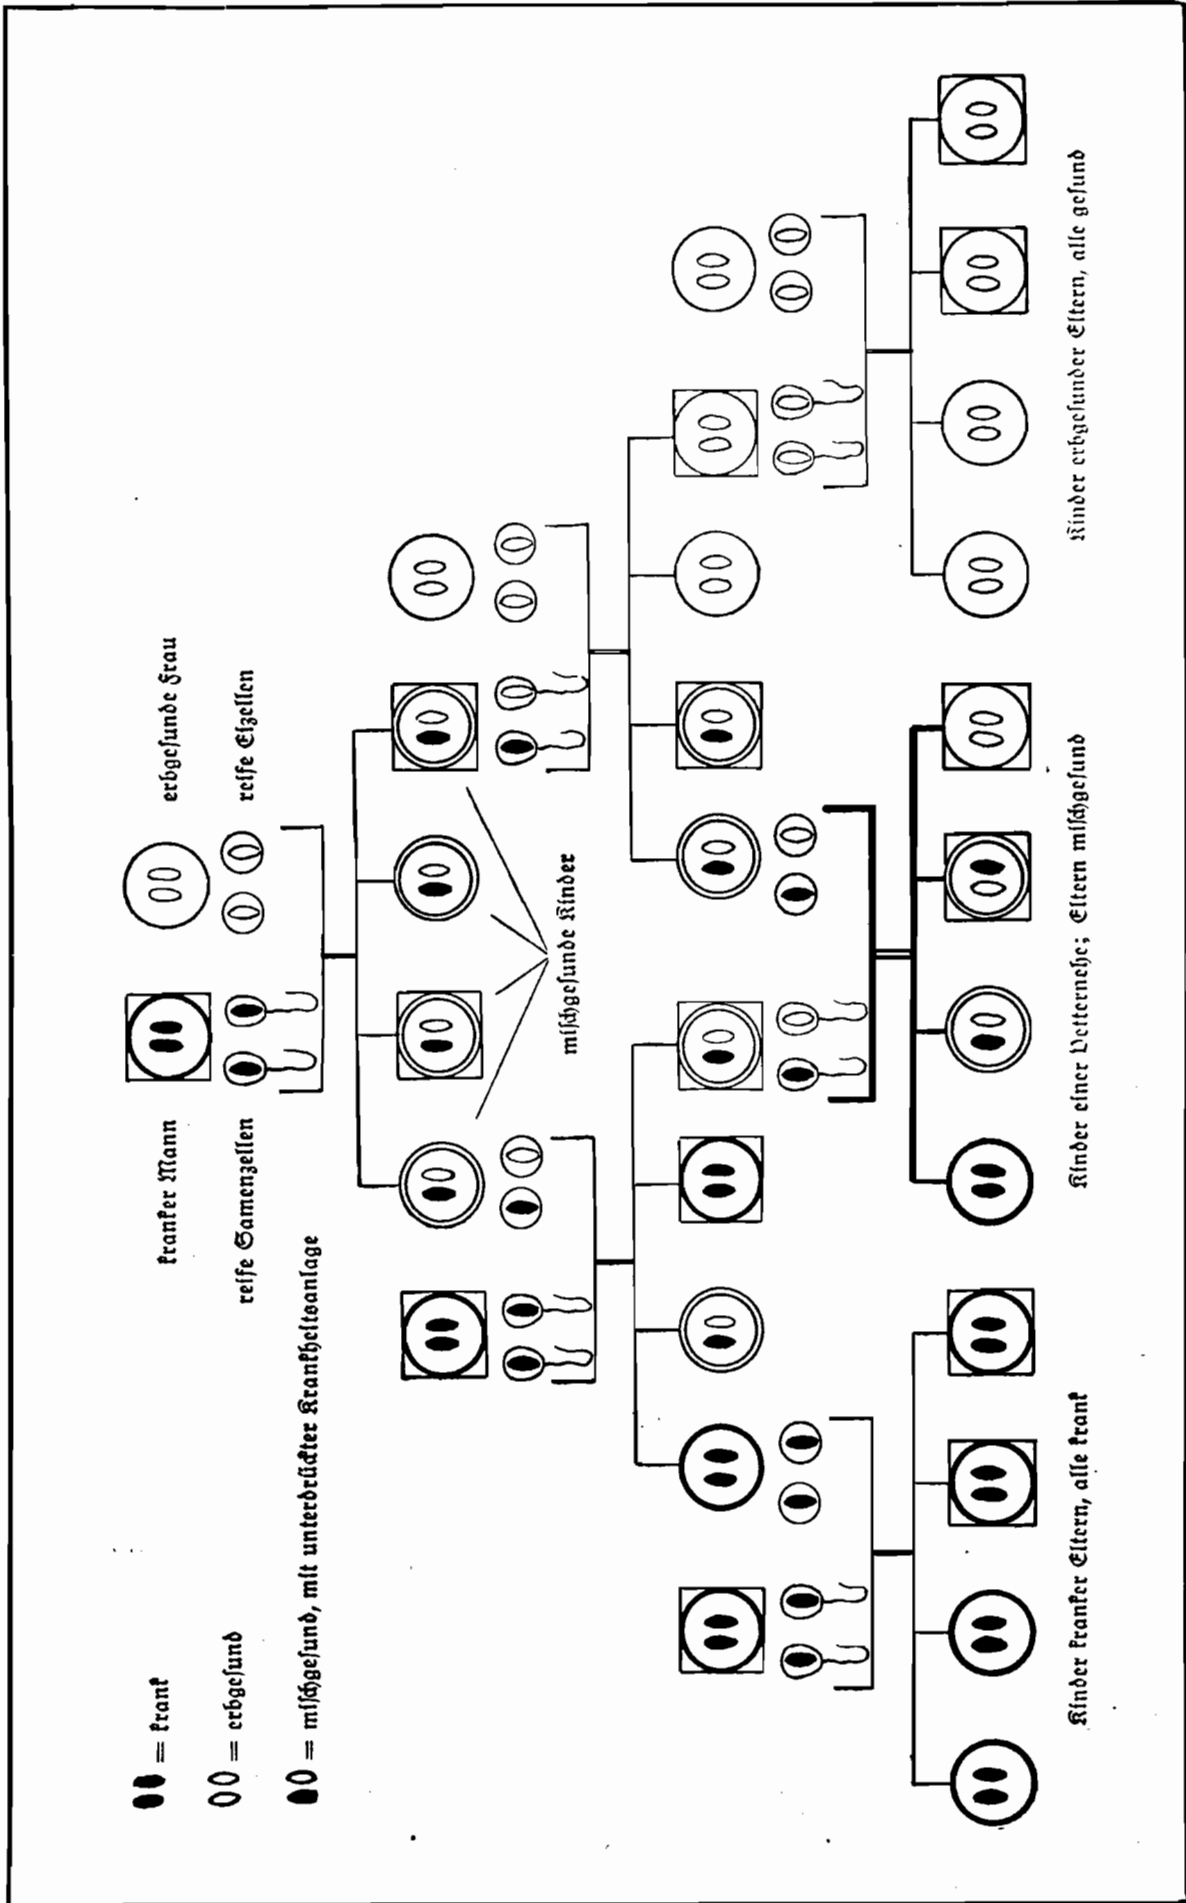 = krank
= erbgesund
= mischgesund, mit unterdrückter Krankheitsanlage
kranker Mann
erbgesunde Frau
reife Samenzellen
reife Eizellen
mischgesunde Kinder
Kinder kranker Eltern, alle krank
Kinder einer Vetternehe; Eltern mischgesund
Kinder erbgesunder Eltern, alle gesund